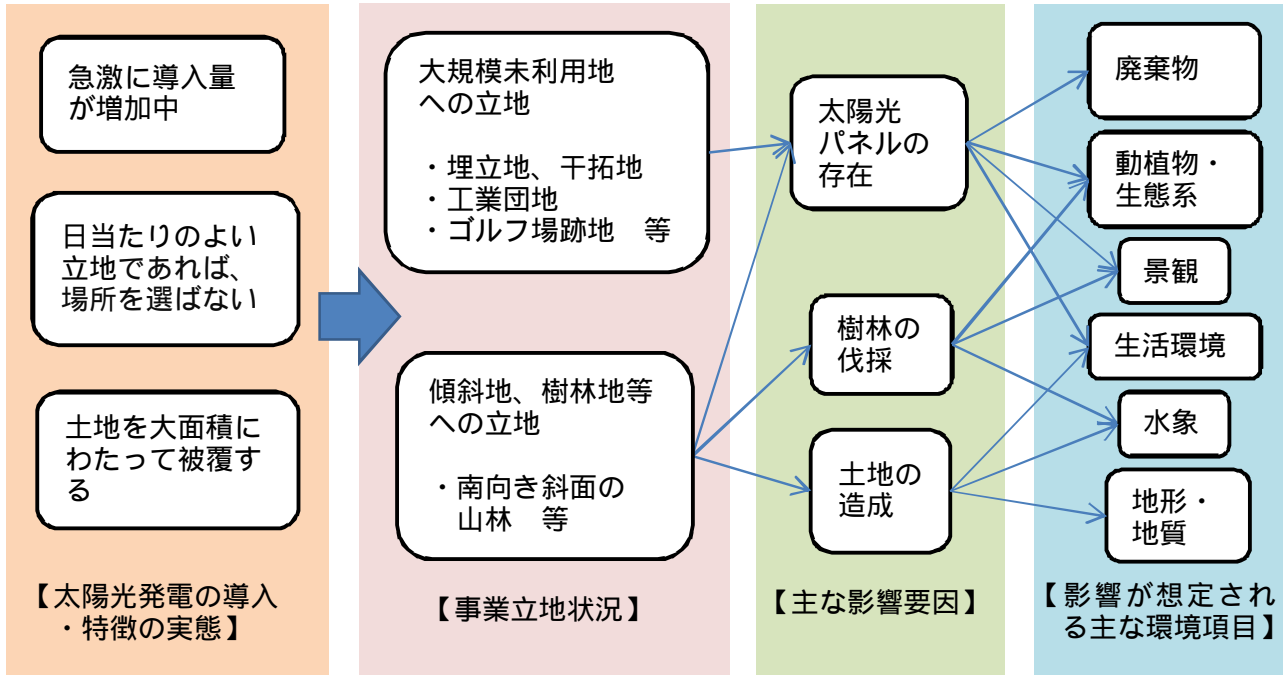 急激に導入量
が増加中
日当たりのよい
立地であれば、
場所を選ばない
土地を大面積に
わたって被覆す
る
【太陽光発電の導入
・特徴の実態】
大規模未利用地
への立地
・埋立地、干拓地
・工業団地
・ゴルフ場跡地　等
傾斜地、樹林地等
への立地
・南向き斜面の
山林　等
【事業立地状況】
太陽光
パネルの
存在
樹林の
伐採
土地の
造成
【主な影響要因】
廃棄物
動植物・
生態系
景観
生活環境
水象
地形・
地質
【影響が想定され
る主な環境項目】